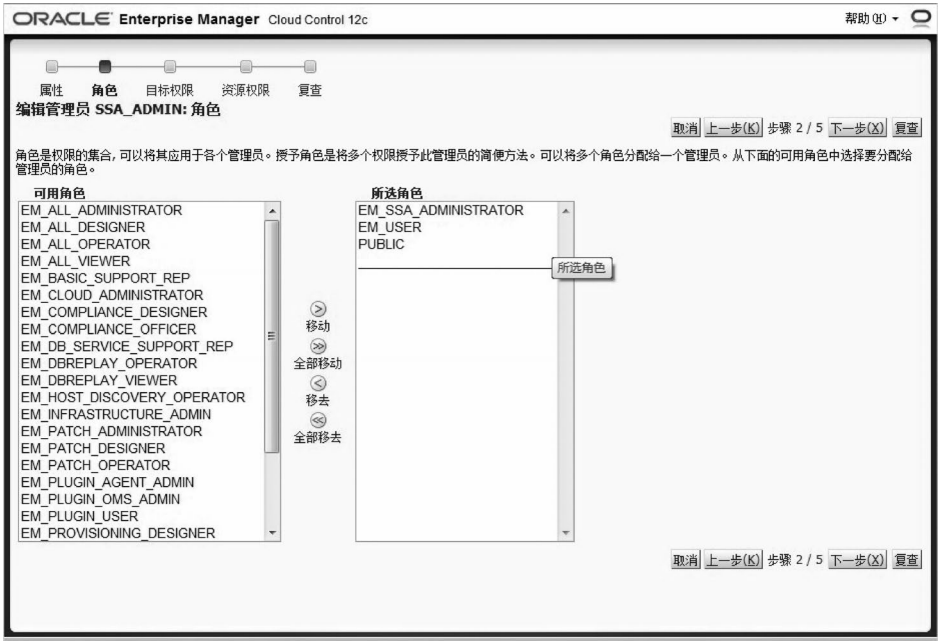 ORACLE Enterprise Manager Cloud Control 12c
帮助(H)
属性 角色 目标权限 资源权限 复查
编辑管理员 SSA_ADMIN: 角色
取消 上一步(K) 步骤 2 / 5 下一步(X) 复查
角色是权限的集合, 可以将其应用于各个管理员。授予角色是将多个权限授予此管理员的简便方法。可以将多个角色分配给一个管理员。从下面的可用角色中选择要分配给
管理员的角色。
可用角色
EM_ALL_ADMINISTRATOR
EM_ALL_DESIGNER
EM_ALL_OPERATOR
EM_ALL_VIEWER
EM_BASIC_SUPPORT_REP
EM_CLOUD_ADMINISTRATOR
EM_COMPLIANCE_DESIGNER
EM_COMPLIANCE_OFFICER
EM_DB_SERVICE_SUPPORT_REP
EM_DBREPLAY_OPERATOR
EM_DBREPLAY_VIEWER
EM_HOST_DISCOVERY_OPERATOR
EM_INFRASTRUCTURE_ADMIN
EM_PATCH_ADMINISTRATOR
EM_PATCH_DESIGNER
EM_PATCH_OPERATOR
EM_PLUGIN_AGENT_ADMIN
EM_PLUGIN_OMS_ADMIN
EM_PLUGIN_USER
EM_PROVISIONING_DESIGNER
移动
全部移动
移去
全部移去
所选角色
EM_SSA_ADMINISTRATOR
EM_USER
PUBLIC
所选角色
取消 上一步(K) 步骤 2 / 5 下一步(X) 复查